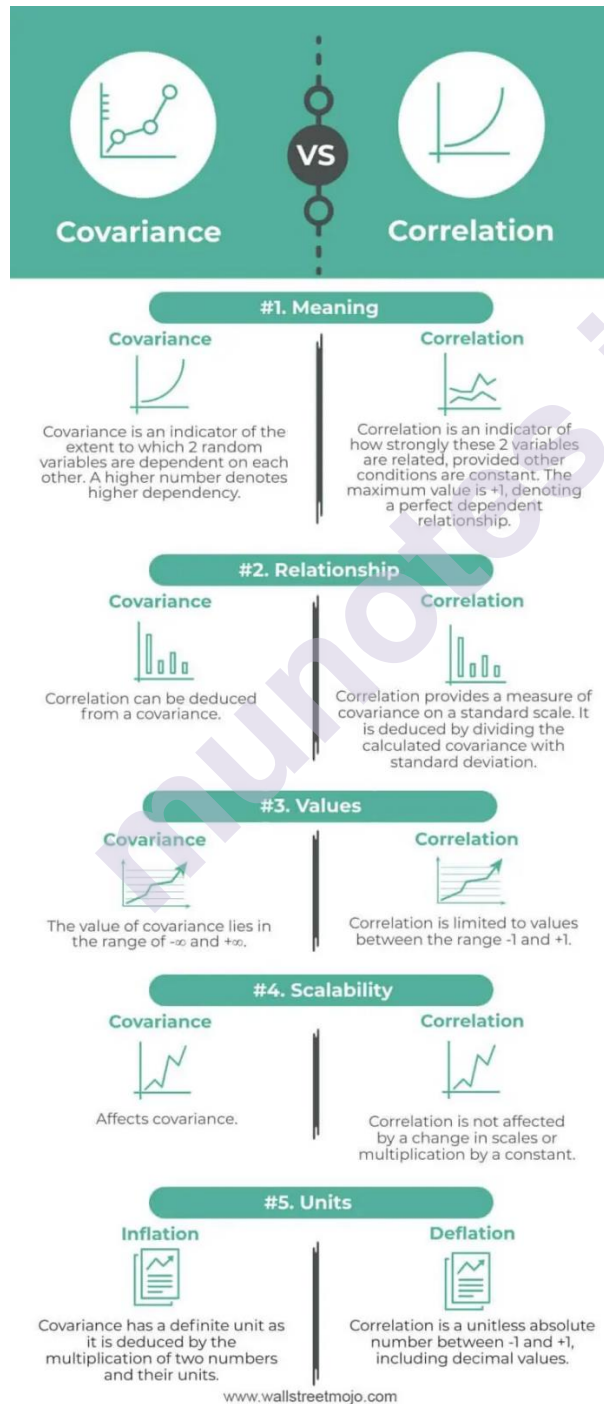 VS
Covariance
Correlation
#1. Meaning
Covariance
Covariance is an indicator of the
extent to which 2 random
variables are dependent on each
other. A higher number denotes
higher dependency.
Correlation
Correlation is an indicator of
how strongly these 2 variables
are related, provided other
conditions are constant. The
maximum value is +1, denoting
a perfect dependent
relationship.
#2. Relationship
Covariance
Correlation can be deduced
from a covariance.
Correlation
Correlation provides a measure of
covariance on a standard scale. It
is deduced by dividing the
calculated covariance with
standard deviation.
#3. Values
Covariance
The value of covariance lies in
the range of -∞ and +∞.
Correlation
Correlation is limited to values
between the range -1 and +1.
#4. Scalability
Covariance
Affects covariance.
Correlation
Correlation is not affected
by a change in scales or
multiplication by a constant.
#5. Units
Inflation
Covariance has a definite unit as
it is deduced by the
multiplication of two numbers
and their units.
Deflation
Correlation is a unitless absolute
number between -1 and +1,
including decimal values.
www.wallstreetmojo.com
munotes.i